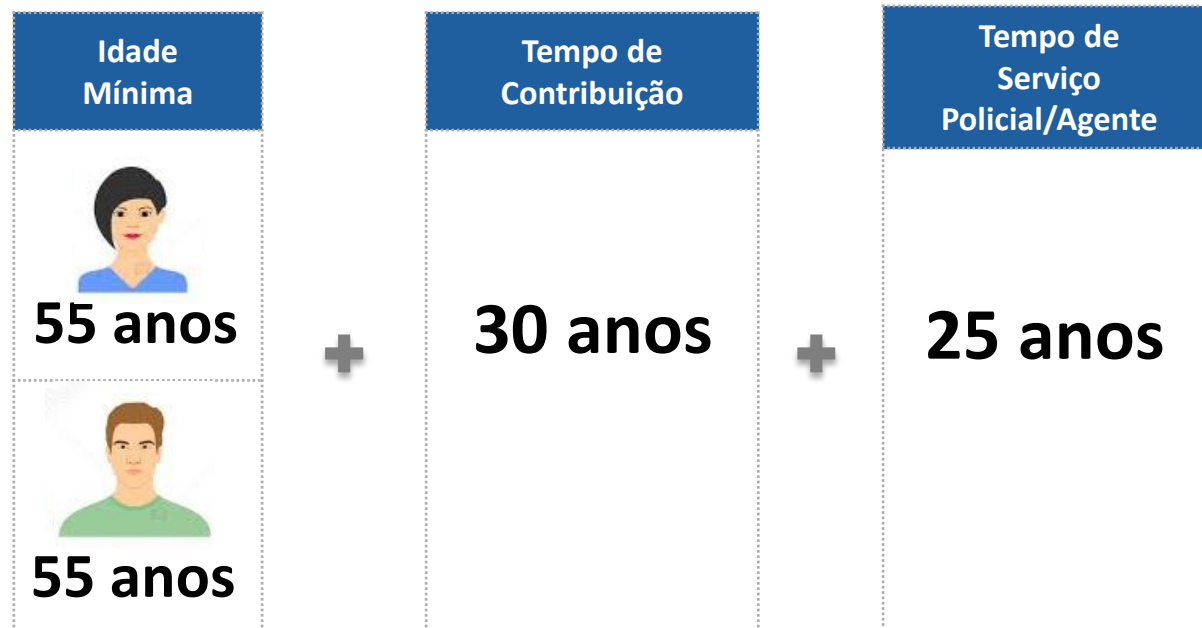 Idade
Mínima
Tempo de
Contribuição
Tempo de
Serviço
Policial/Agente
55 anos
30 anos
25 anos
55 anos